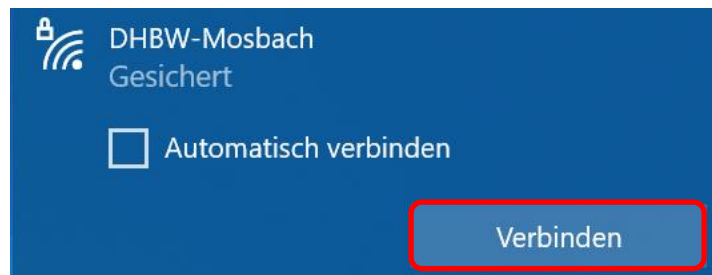 DHBW-Mosbach
Gesichert
Automatisch verbinden
Verbinden